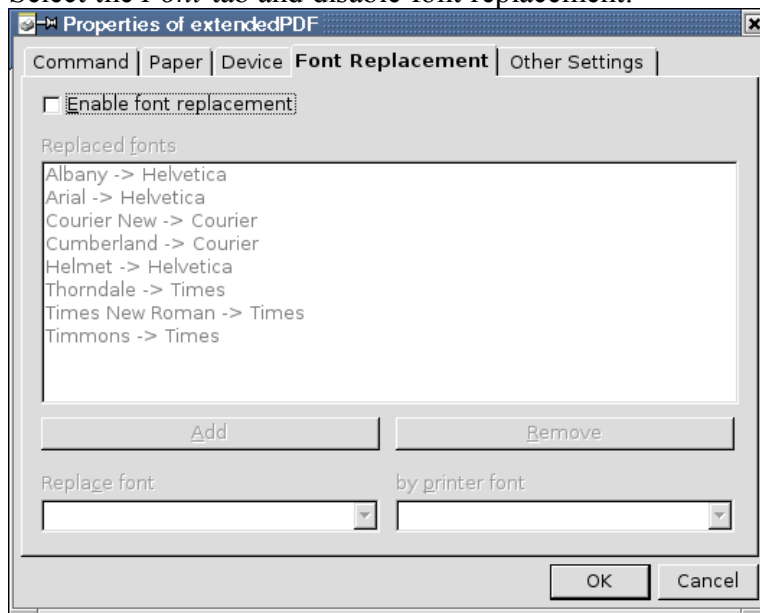 Select the Font tab and disable font replacement.
Properties of extendedPDF
Command Paper Device Font Replacement Other Settings
Enable font replacement
Replaced fonts
Albany -> Helvetica
Arial -> Helvetica
Courier New -> Courier
Cumberland -> Courier
Helmet -> Helvetica
Thorndale -> Times
Times New Roman -> Times
Timmons -> Times
Add Remove
Replace font by printer font
OK Cancel